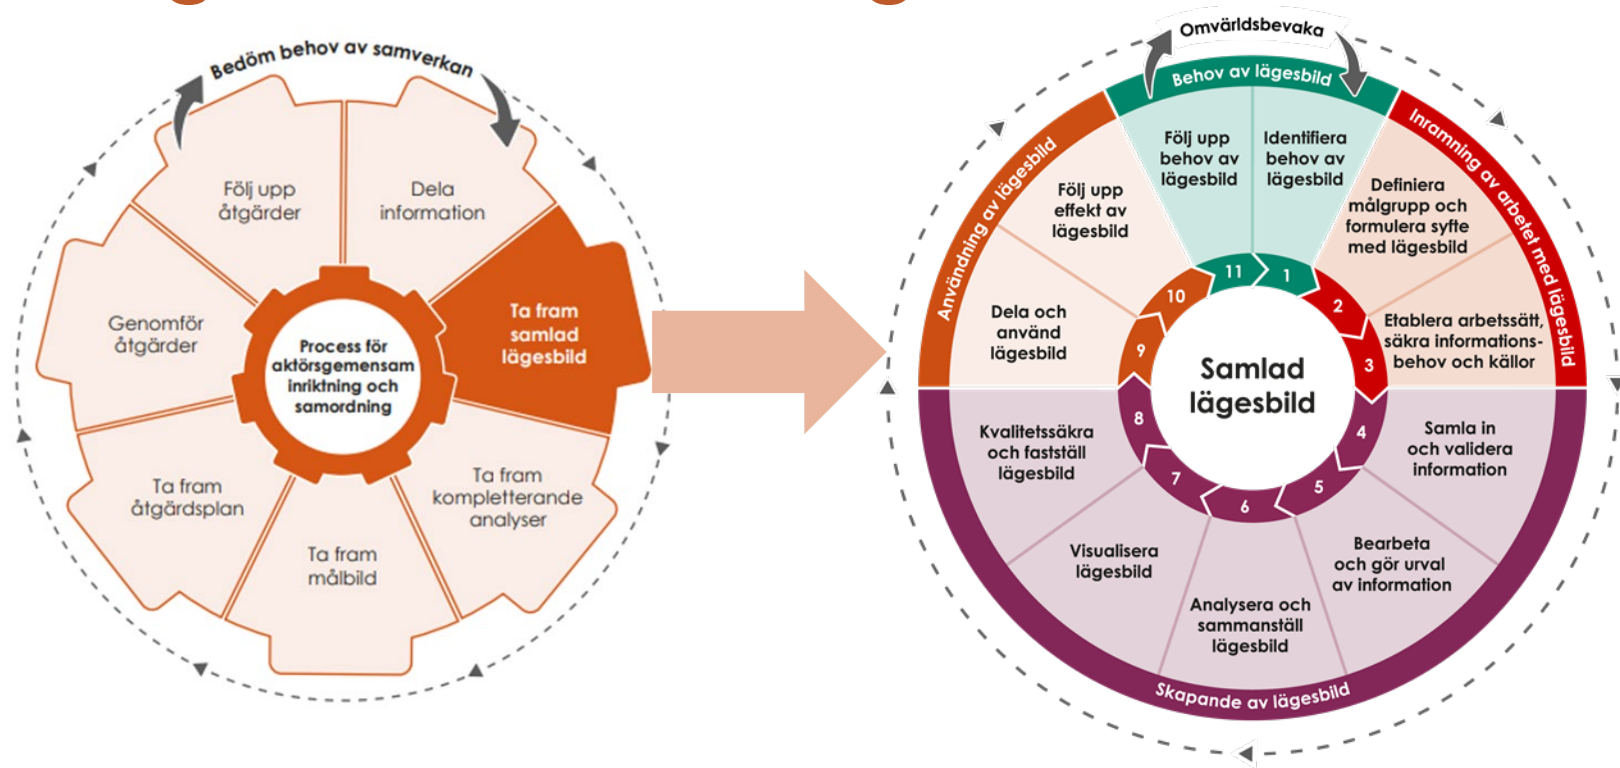 Bedöm behov av samverkan
Dela
information
Ta fram
samlad
lägesbild
Ta fram
kompletterande
analyser
Ta fram
målbild
Ta fram
åtgärdsplan
Genomför
åtgärder
Följ upp
åtgärder
Process för
aktörsgemensam
inriktning och
samordning
Omvärldsbevaka
Behov av lägesbild
Identifiera
behov av
lägesbild
Inramning av arbetet med lägesbild
Definiera
målgrupp och
formulera syfte
med lägesbild
Etablera arbetssätt,
säkra informations-
behov och källor
Samla in
och validera
information
Bearbeta
och gör urval
av information
Analysera och
sammanställ
lägesbild
Skapande av lägesbild
Visualisera
lägesbild
Kvalitetssäkra
och fastställ
lägesbild
Användning av lägesbild
Dela och
använd
lägesbild
Följ upp
effekt av
lägesbild
Följ upp
behov av
lägesbild
1
2
3
4
5
6
7
8
9
10
11
Samlad
lägesbild